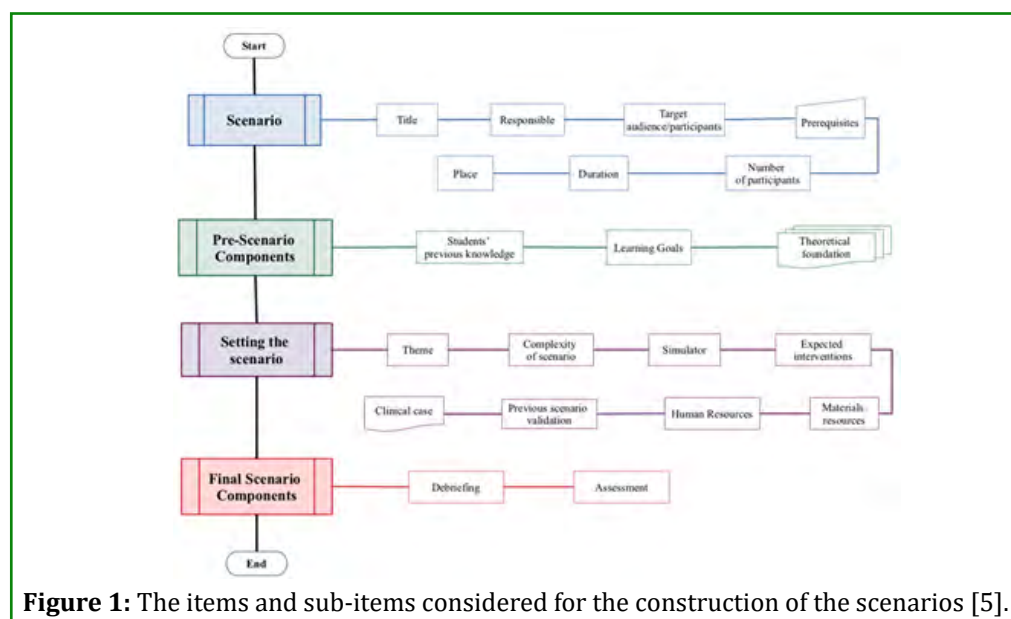 Start
Scenario
Title
Responsible
Target
audience/participants
Prerequisites
Number
of participants
Duration
Place
Pre-Scenario
Components
Students'
previous knowledge
Learning Goals
Theoretical
foundation
Setting the
scenario
Theme
Complexity
of scenario
Simulator
Expected
interventions
Materials
resources
Human Resources
Previous scenario
validation
Clinical case
Final Scenario
Components
Debriefing
Assessment
End
Figure 1: The items and sub-items considered for the construction of the scenarios [5].